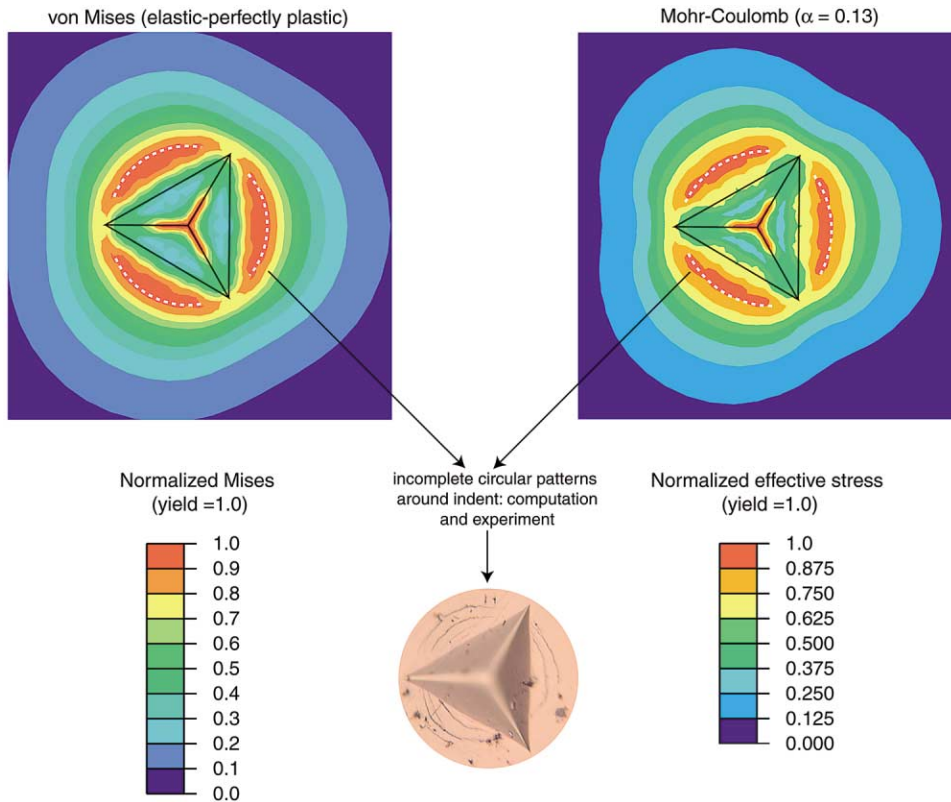 von Mises (elastic-perfectly plastic)
Mohr-Coulomb (α = 0.13)
incomplete circular patterns
around indent: computation
and experiment
Normalized Mises
(yield =1.0)
1.0
0.9
0.8
0.7
0.6
0.5
0.4
0.3
0.2
0.1
0.0
Normalized effective stress
(yield =1.0)
1.0
0.875
0.750
0.625
0.500
0.375
0.250
0.125
0.000